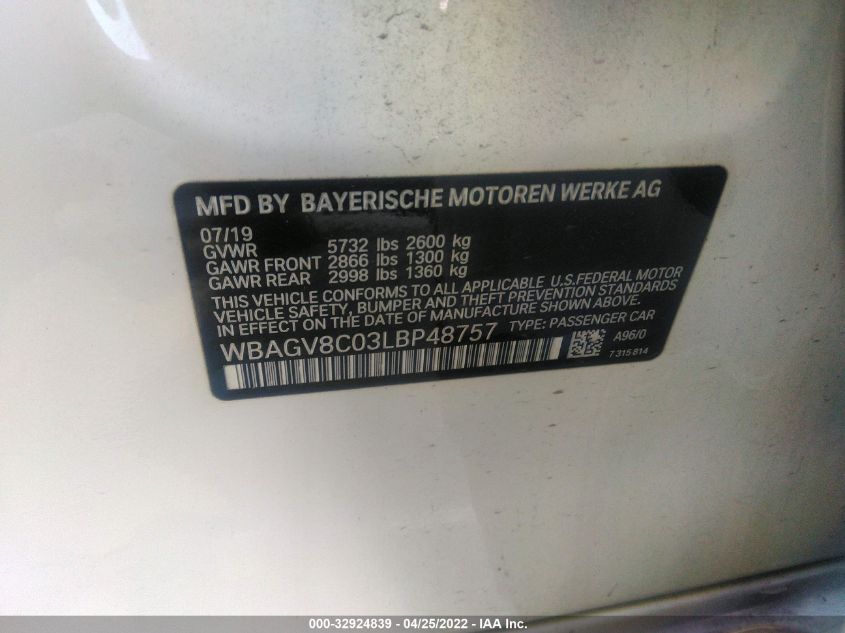 MFD BY BAYERISCHE MOTOREN WERKE AG
07/19
GVWR 5732 lbs 2600 kg
GAWR FRONT 2866 lbs 1300 kg
GAWR REAR 2998 lbs 1360 kg
THIS VEHICLE CONFORMS TO ALL APPLICABLE U.S.FEDERAL MOTOR
VEHICLE SAFETY, BUMPER AND THEFT PREVENTION STANDARDS
IN EFFECT ON THE DATE OF MANUFACTURE SHOWN ABOVE.
WBAGV8C03LBP48757 TYPE: PASSENGER CAR
A96/0
7 315 814
000-32924839 - 04/25/2022 - IAA Inc.